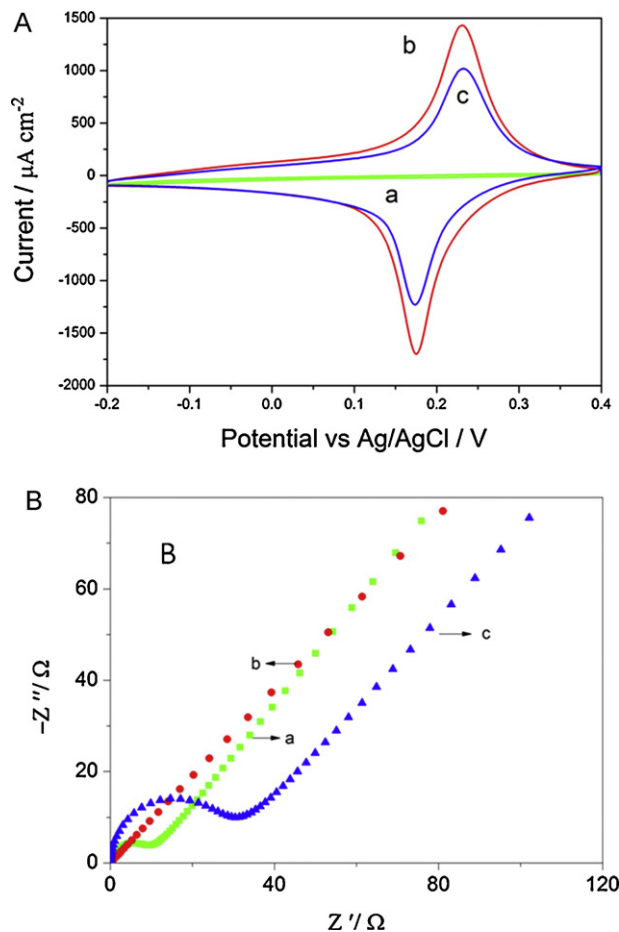 A
Current / µA cm⁻²
1500
1000
500
0
-500
-1000
-1500
-2000
b
c
a
-0.2
-0.1
0.0
0.1
0.2
0.3
0.4
Potential vs Ag/AgCl / V
B
B
−Z ′′/ Ω
80
60
40
20
0
b
a
c
0
40
80
120
Z ′/ Ω